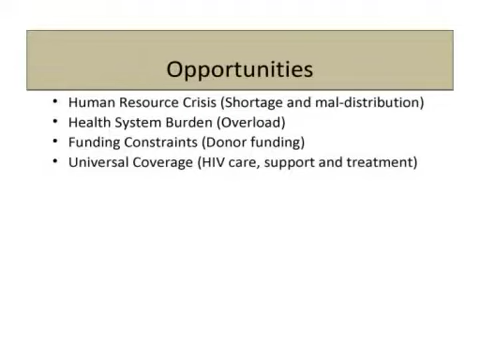 Opportunities
• Human Resource Crisis (Shortage and mal-distribution)
• Health System Burden (Overload)
• Funding Constraints (Donor funding)
• Universal Coverage (HIV care, support and treatment)